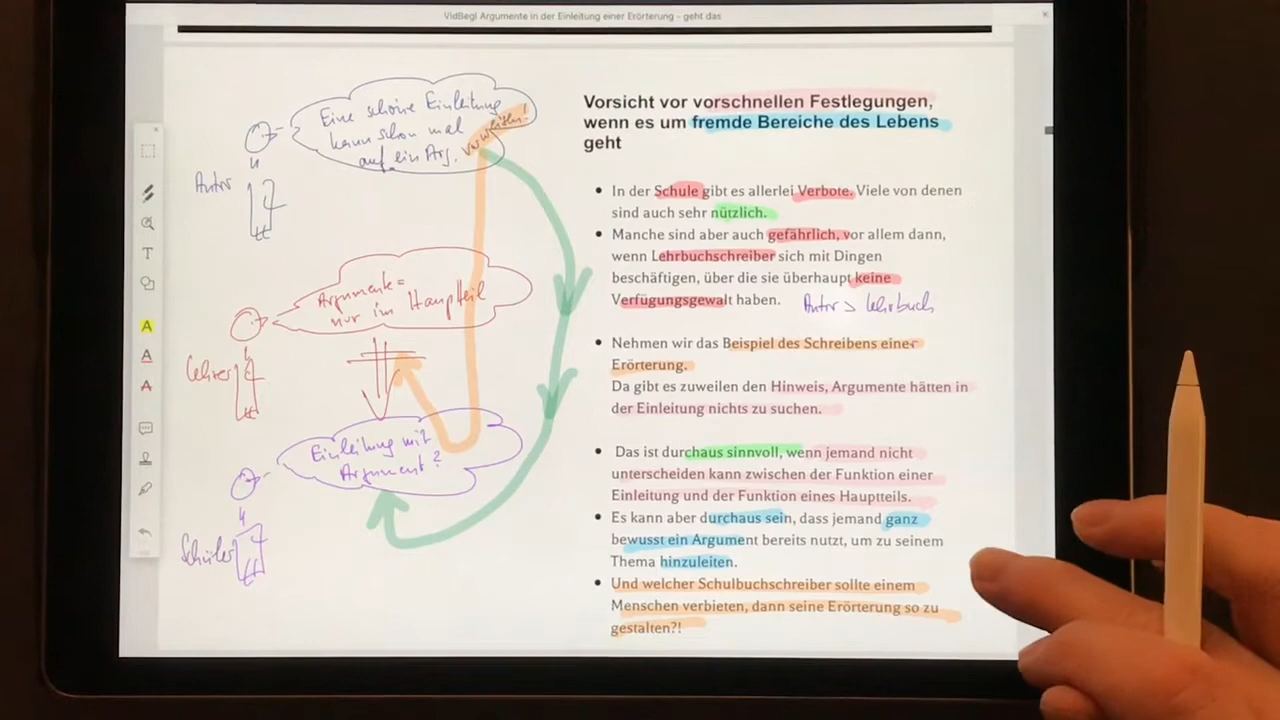 VidBegl Argumente in der Einleitung einer Erörterung – geht das
Eine schöne Einleitung
kann schon mal
auf ein Arg. verweisen!
Autor
Argumente =
nur im Hauptteil
Lehrer
Einleitung mit
Argument?
Schüler
T
A
A
A
Vorsicht vor vorschnellen Festlegungen,
wenn es um fremde Bereiche des Lebens
geht
• In der Schule gibt es allerlei Verbote. Viele von denen
sind auch sehr nützlich.
• Manche sind aber auch gefährlich, vor allem dann,
wenn Lehrbuchschreiber sich mit Dingen
beschäftigen, über die sie überhaupt keine
Verfügungsgewalt haben.
Autor > Lehrbuch
• Nehmen wir das Beispiel des Schreibens einer
Erörterung.
Da gibt es zuweilen den Hinweis, Argumente hätten in
der Einleitung nichts zu suchen.
• Das ist durchaus sinnvoll, wenn jemand nicht
unterscheiden kann zwischen der Funktion einer
Einleitung und der Funktion eines Hauptteils.
• Es kann aber durchaus sein, dass jemand ganz
bewusst ein Argument bereits nutzt, um zu seinem
Thema hinzuleiten.
• Und welcher Schulbuchschreiber sollte einem
Menschen verbieten, dann seine Erörterung so zu
gestalten?!